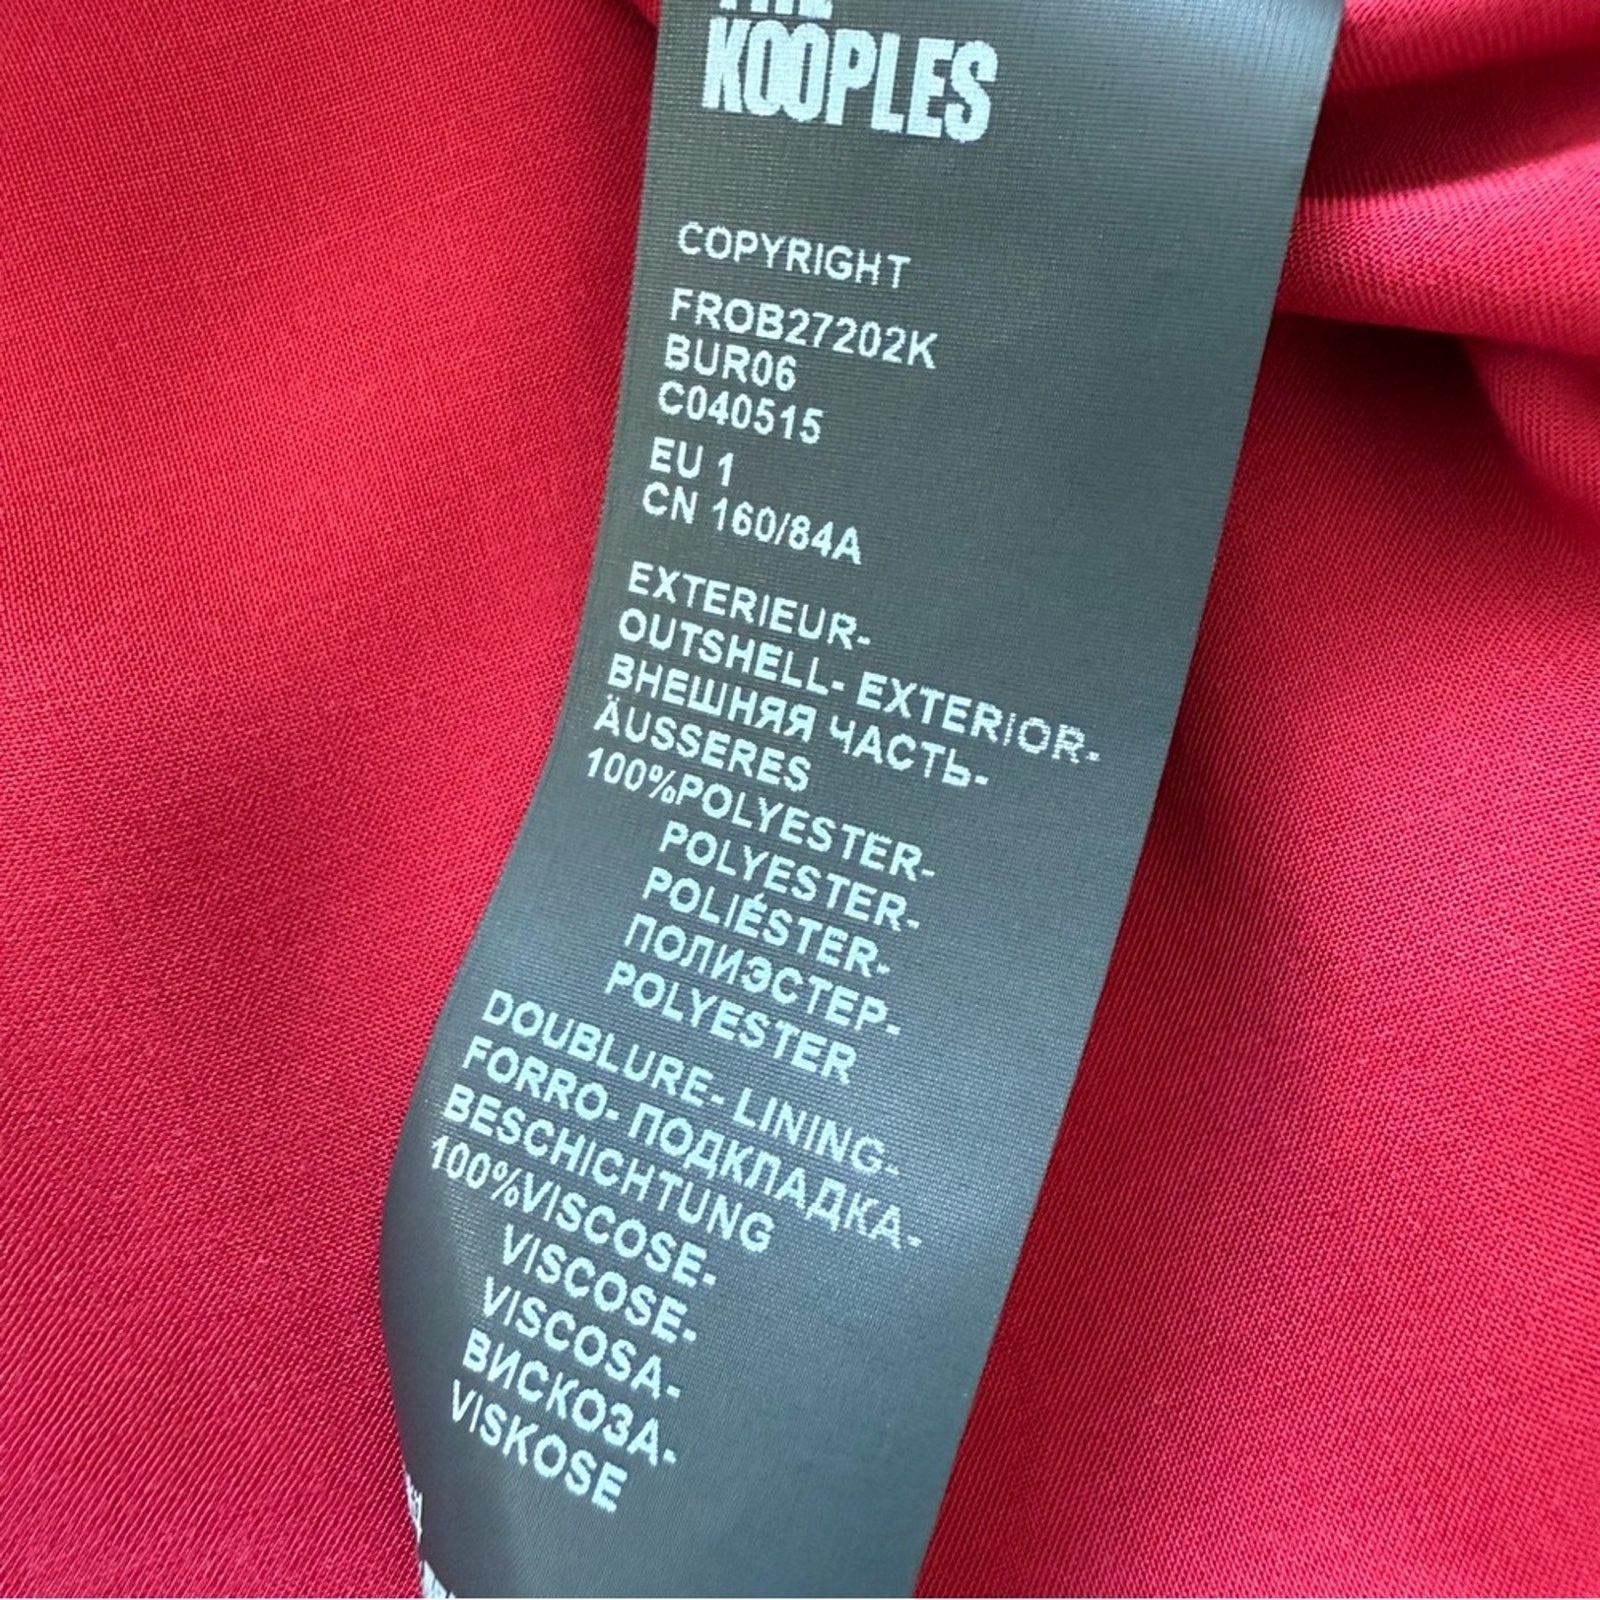 THE
KOOPLES
COPYRIGHT
FROB27202K
BUR06
C040515
EU 1
CN 160/84A
EXTERIEUR-
OUTSHELL- EXTERIOR-
ВНЕШНЯЯ ЧАСТЬ-
ÄUSSERES
100%POLYESTER-
POLYESTER-
POLIÉSTER-
ПОЛИЭСТЕР-
POLYESTER
DOUBLURE- LINING-
FORRO- ПОДКЛАДКА-
BESCHICHTUNG
100%VISCOSE-
VISCOSE-
VISCOSA-
ВИСКОЗА-
VISKOSE